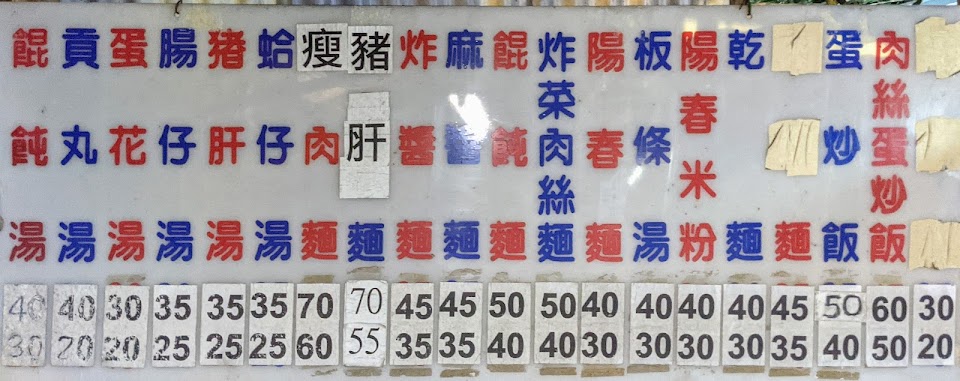 30 20
肉絲蛋炒飯 60 50
蛋炒飯 50 40
麵 45 35
乾麵 40 30
陽春米粉 40 30
板條湯 40 30
陽春麵 40 30
炸菜肉絲麵 50 40
餛飩麵 50 40
麻醬麵 45 35
炸醬麵 45 35
豬肝麵 70 55
瘦肉麵 70 60
蛤仔湯 35 25
猪肝湯 35 25
腸仔湯 35 25
蛋花湯 30 20
貢丸湯 40 20
餛飩湯 40 30